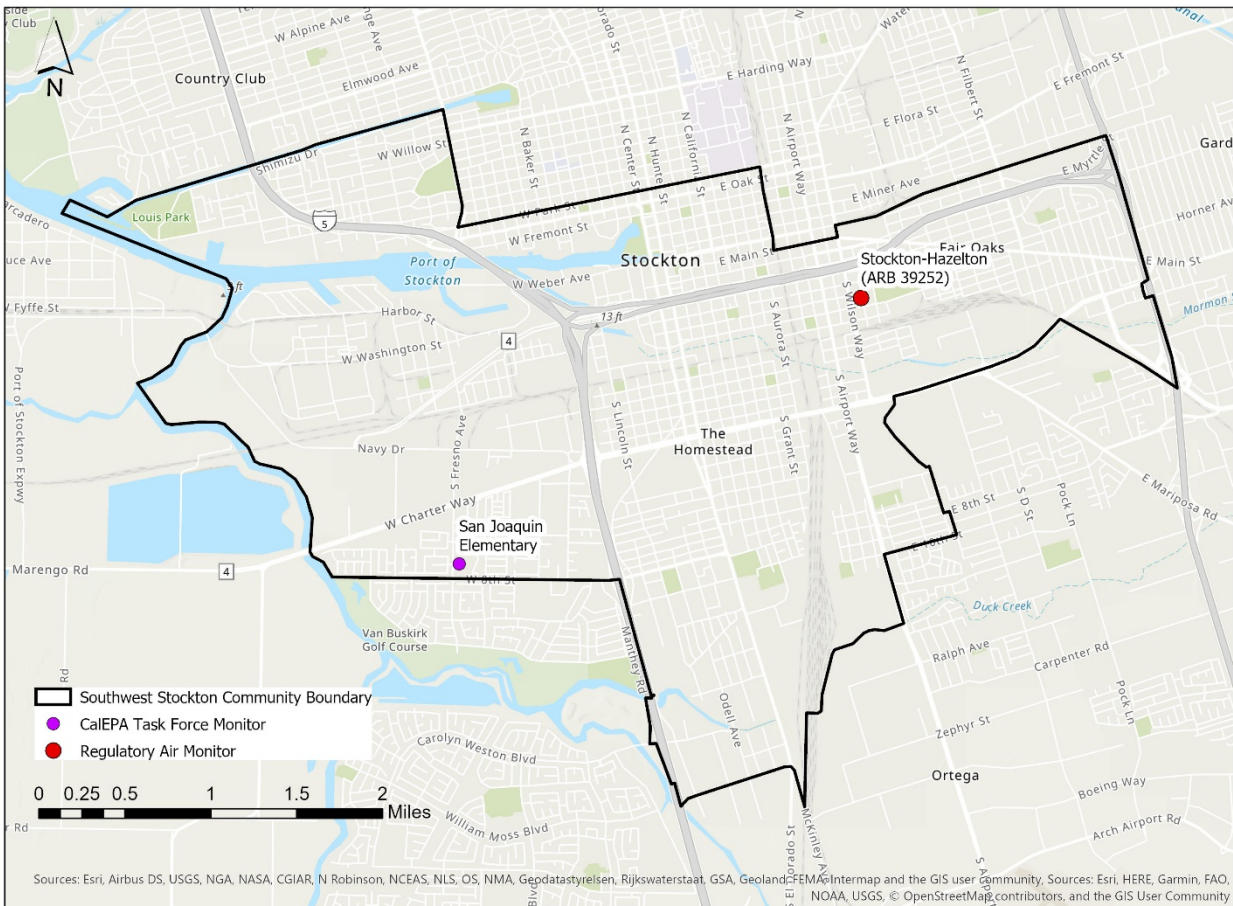 Club
W Alpine Ave
Country Club
Elmwood Ave
N
E Harding Way
N Filbert St
E Fremont St
E Flora St
N Airport Way
N California St
N Hunter St
N Center St
N Baker St
W Willow St
Shimizu Dr
E Myrtle St
Gard
E Oak St
E Miner Ave
Horner Ave
Louis Park
5
W Park St
W Fremont St
Port of
Stockton
W Weber Ave
Stockton
E Main St
Fair Oaks
E Main St
Stockton-Hazelton
(ARB 39252)
W Fyffe St
Harbor St
13 ft
W Washington St
4
S Aurora St
S Wilson Way
Port of Stockton Expwy
S Fresno Ave
Navy Dr
S Lincoln St
The
Homestead
S Grant St
S Airport Way
W Charter Way
E 8th St
S D St
Pock Ln
E Mariposa Rd
San Joaquin
Elementary
W 8th St
E 10th St
Marengo Rd
4
Duck Creek
Van Buskirk
Golf Course
Manthey Rd
Ralph Ave
Carpenter Rd
Pock Ln
Odell Ave
Zephyr St
Carolyn Weston Blvd
Ortega
Boeing Way
William Moss Blvd
Arch Airport Rd
S El Dorado St
McKinley Ave
Rd
Southwest Stockton Community Boundary
CalEPA Task Force Monitor
Regulatory Air Monitor
0 0.25 0.5 1 1.5 2
Miles
Sources: Esri, Airbus DS, USGS, NGA, NASA, CGIAR, N Robinson, NCEAS, NLS, OS, NMA, Geodatastyrelsen, Rijkswaterstaat, GSA, Geoland, FEMA, Intermap and the GIS user community, Sources: Esri, HERE, Garmin, FAO,
NOAA, USGS, © OpenStreetMap contributors, and the GIS User Community